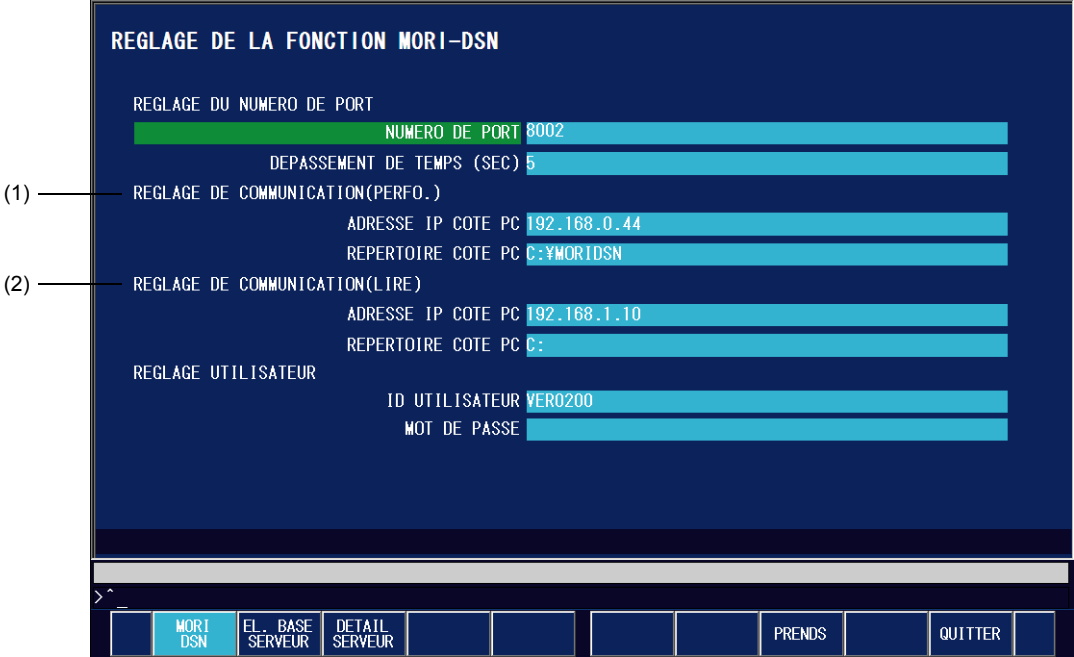 REGLAGE DE LA FONCTION MORI-DSN
REGLAGE DU NUMERO DE PORT
NUMERO DE PORT 8002
DEPASSEMENT DE TEMPS (SEC) 5
(1) REGLAGE DE COMMUNICATION(PERFO.)
ADRESSE IP COTE PC 192.168.0.44
REPERTOIRE COTE PC C:¥MORIDSN
(2) REGLAGE DE COMMUNICATION(LIRE)
ADRESSE IP COTE PC 192.168.1.10
REPERTOIRE COTE PC C:
REGLAGE UTILISATEUR
ID UTILISATEUR VER0200
MOT DE PASSE
>^_
MORI DSN EL. BASE SERVEUR DETAIL SERVEUR PRENDS QUITTER